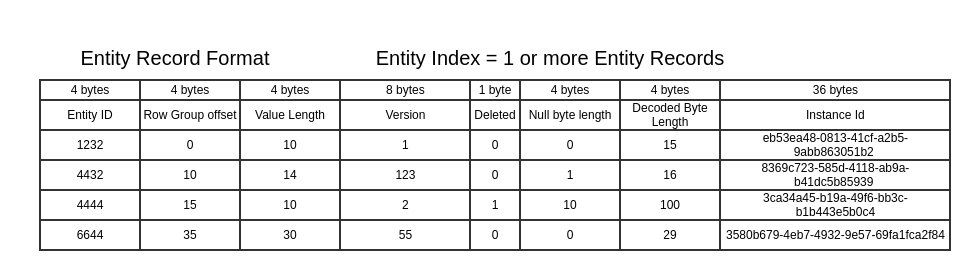 Entity Record Format Entity Index = 1 or more Entity Records
4 bytes 4 bytes 4 bytes 8 bytes 1 byte 4 bytes 4 bytes 36 bytes
Entity ID Row Group offset Value Length Version Deleted Null byte length Decoded Byte Length Instance Id
1232 0 10 1 0 0 15 eb53ea48-0813-41cf-a2b5-9abb863051b2
4432 10 14 123 0 1 16 8369c723-585d-4118-ab9a-b41dc5b85939
4444 15 10 2 1 10 100 3ca34a45-b19a-49f6-bb3c-b1b443e5b0c4
6644 35 30 55 0 0 29 3580b679-4eb7-4932-9e57-69fa1fca2f84